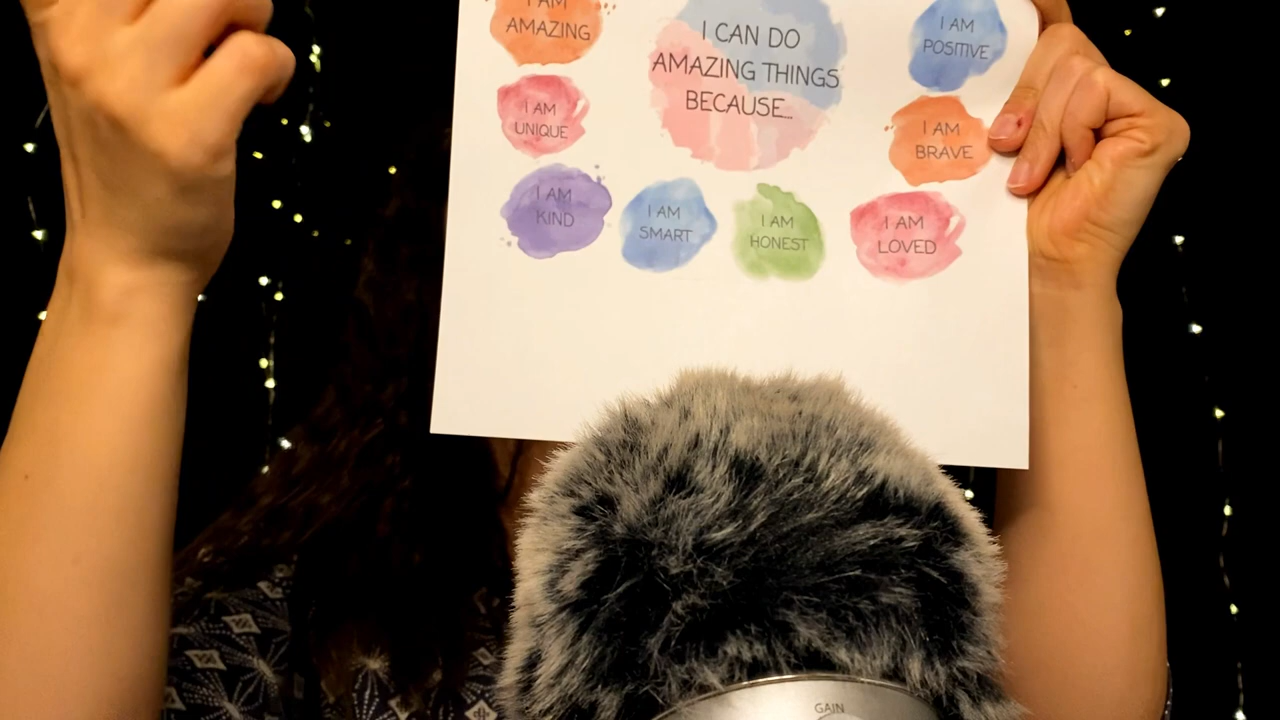 I AM
AMAZING
I CAN DO
AMAZING THINGS
BECAUSE...
I AM
POSITIVE
I AM
UNIQUE
I AM
BRAVE
I AM
KIND
I AM
SMART
I AM
HONEST
I AM
LOVED
GAIN